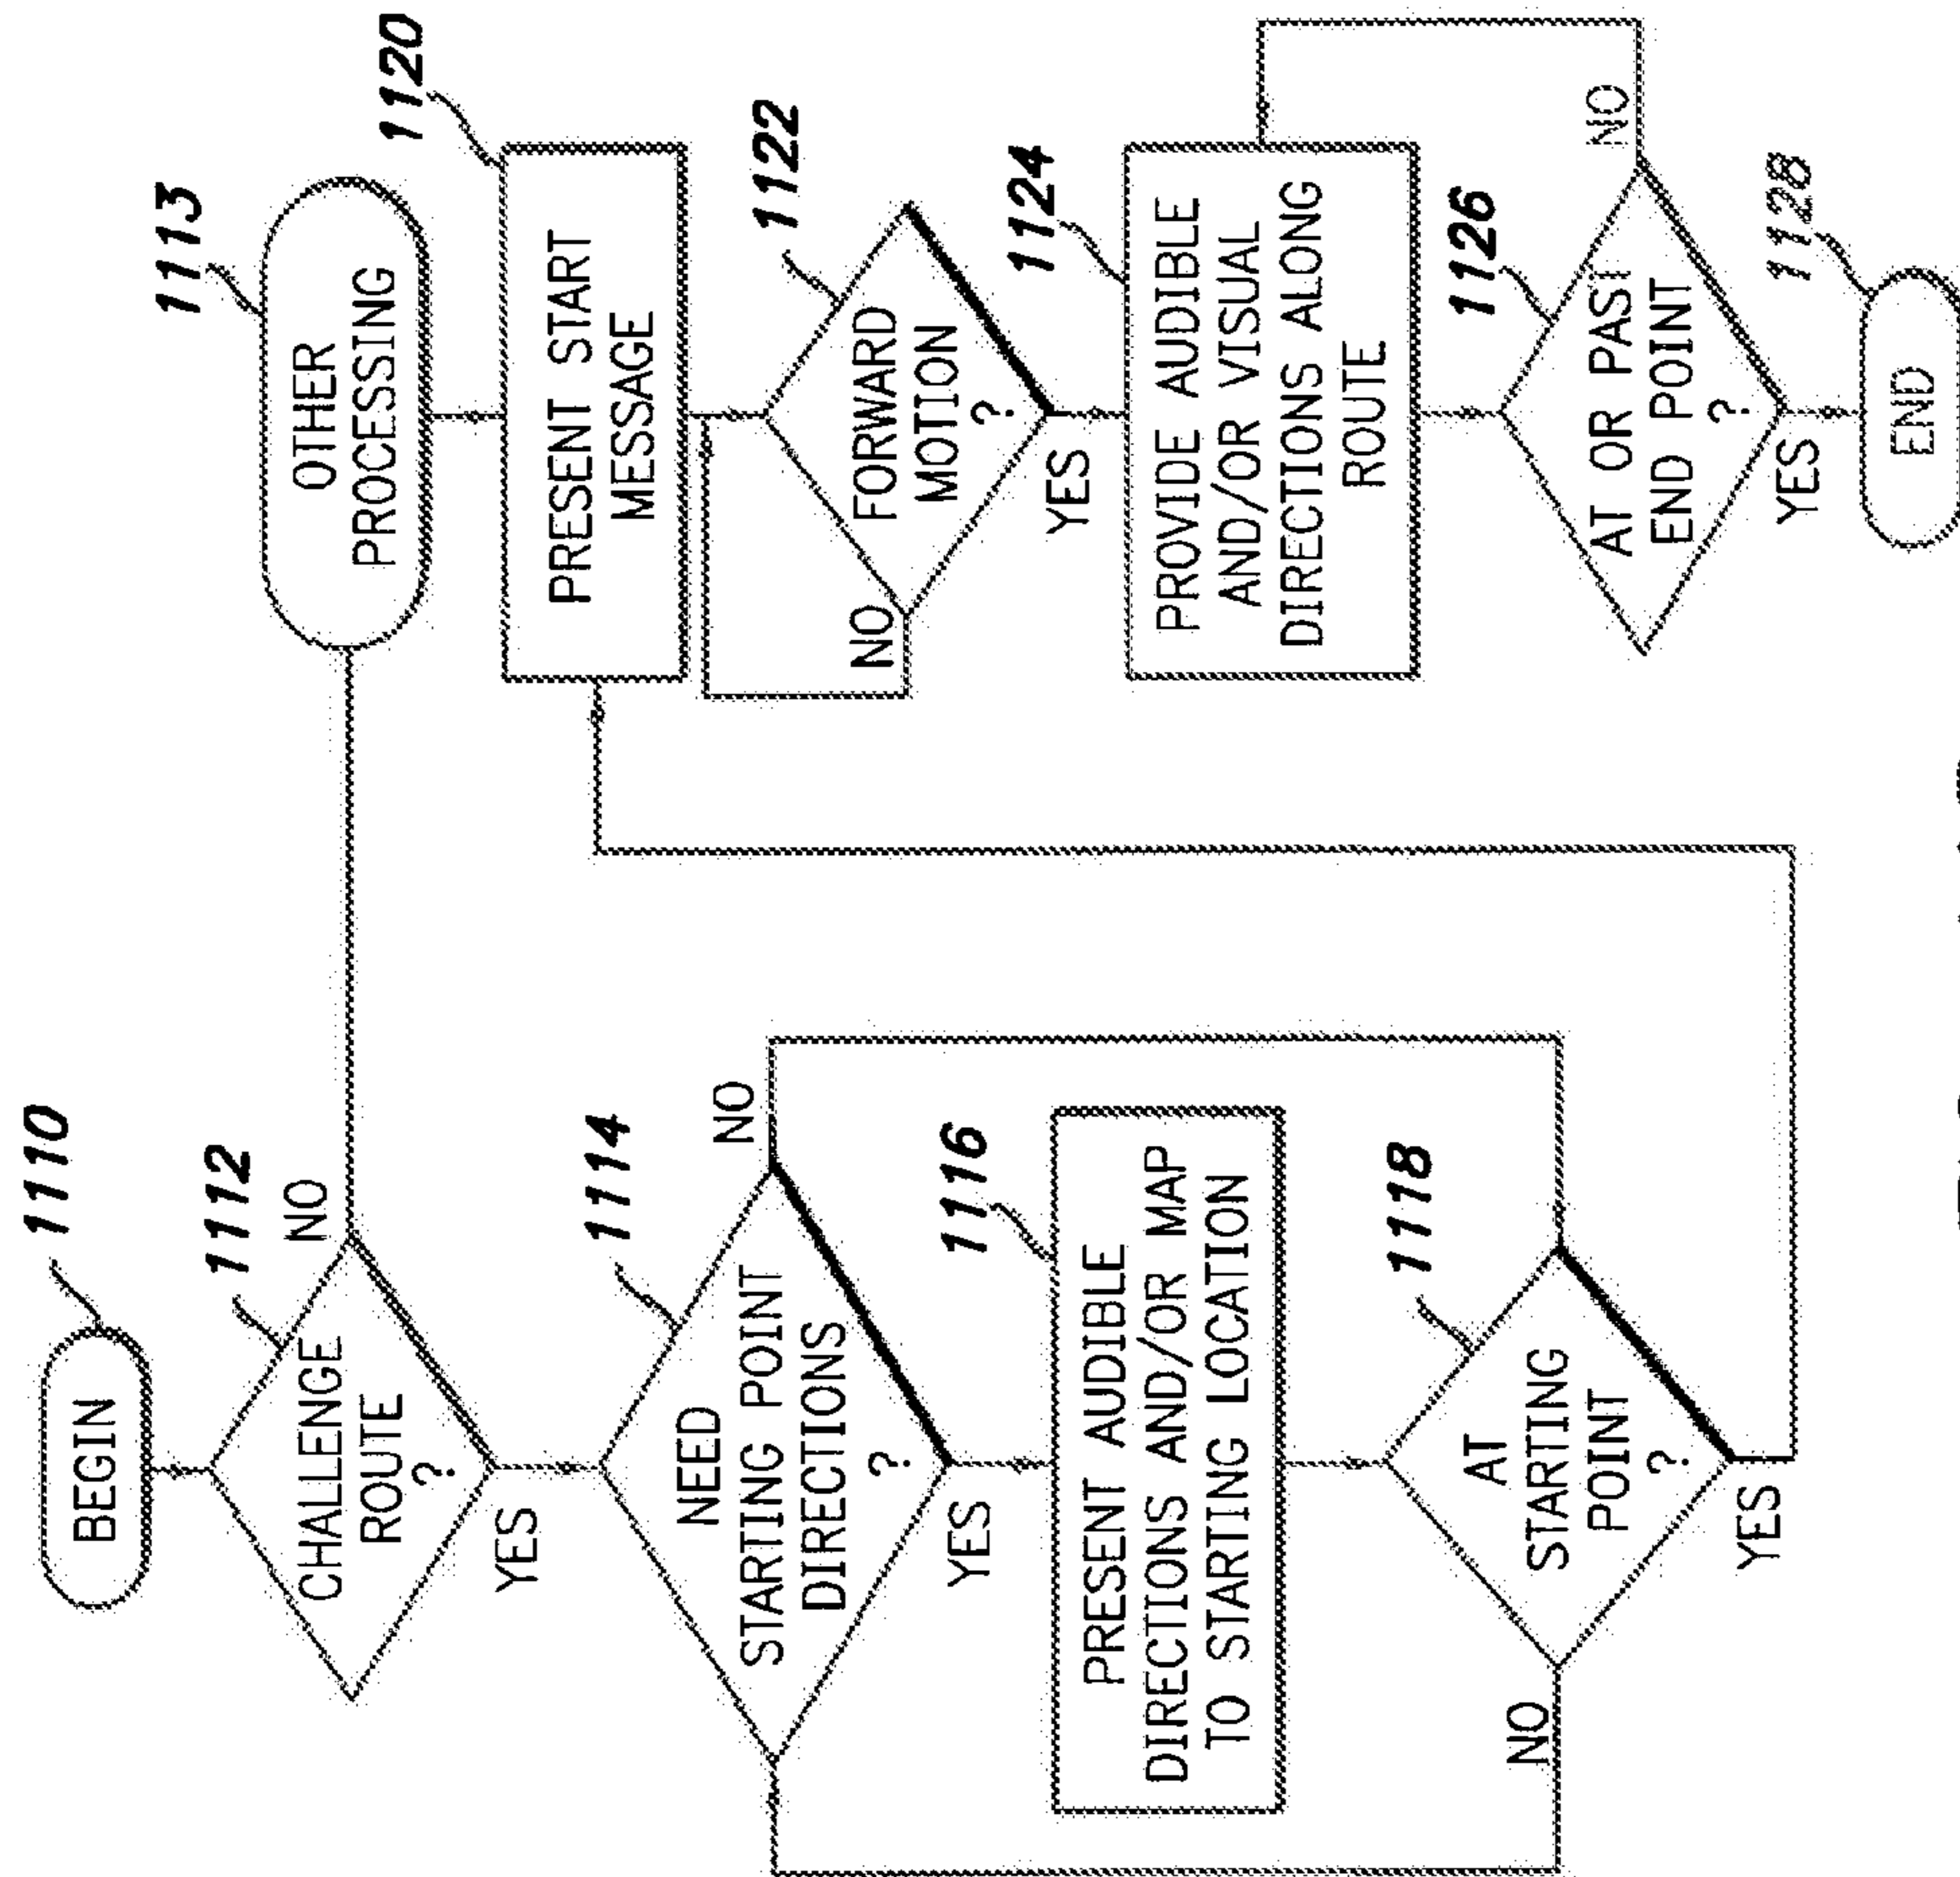 1110
BEGIN
1112
CHALLENGE
ROUTE
?
NO
YES
1114
NEED
STARTING POINT
DIRECTIONS
?
NO
YES
1116
PRESENT AUDIBLE
DIRECTIONS AND/OR MAP
TO STARTING LOCATION
1118
AT
STARTING
POINT
?
NO
YES
1113
OTHER
PROCESSING
1120
PRESENT START
MESSAGE
1122
FORWARD
MOTION
?
NO
YES
1124
PROVIDE AUDIBLE
AND/OR VISUAL
DIRECTIONS ALONG
ROUTE
1126
AT OR PAST
END POINT
?
NO
YES
1128
END